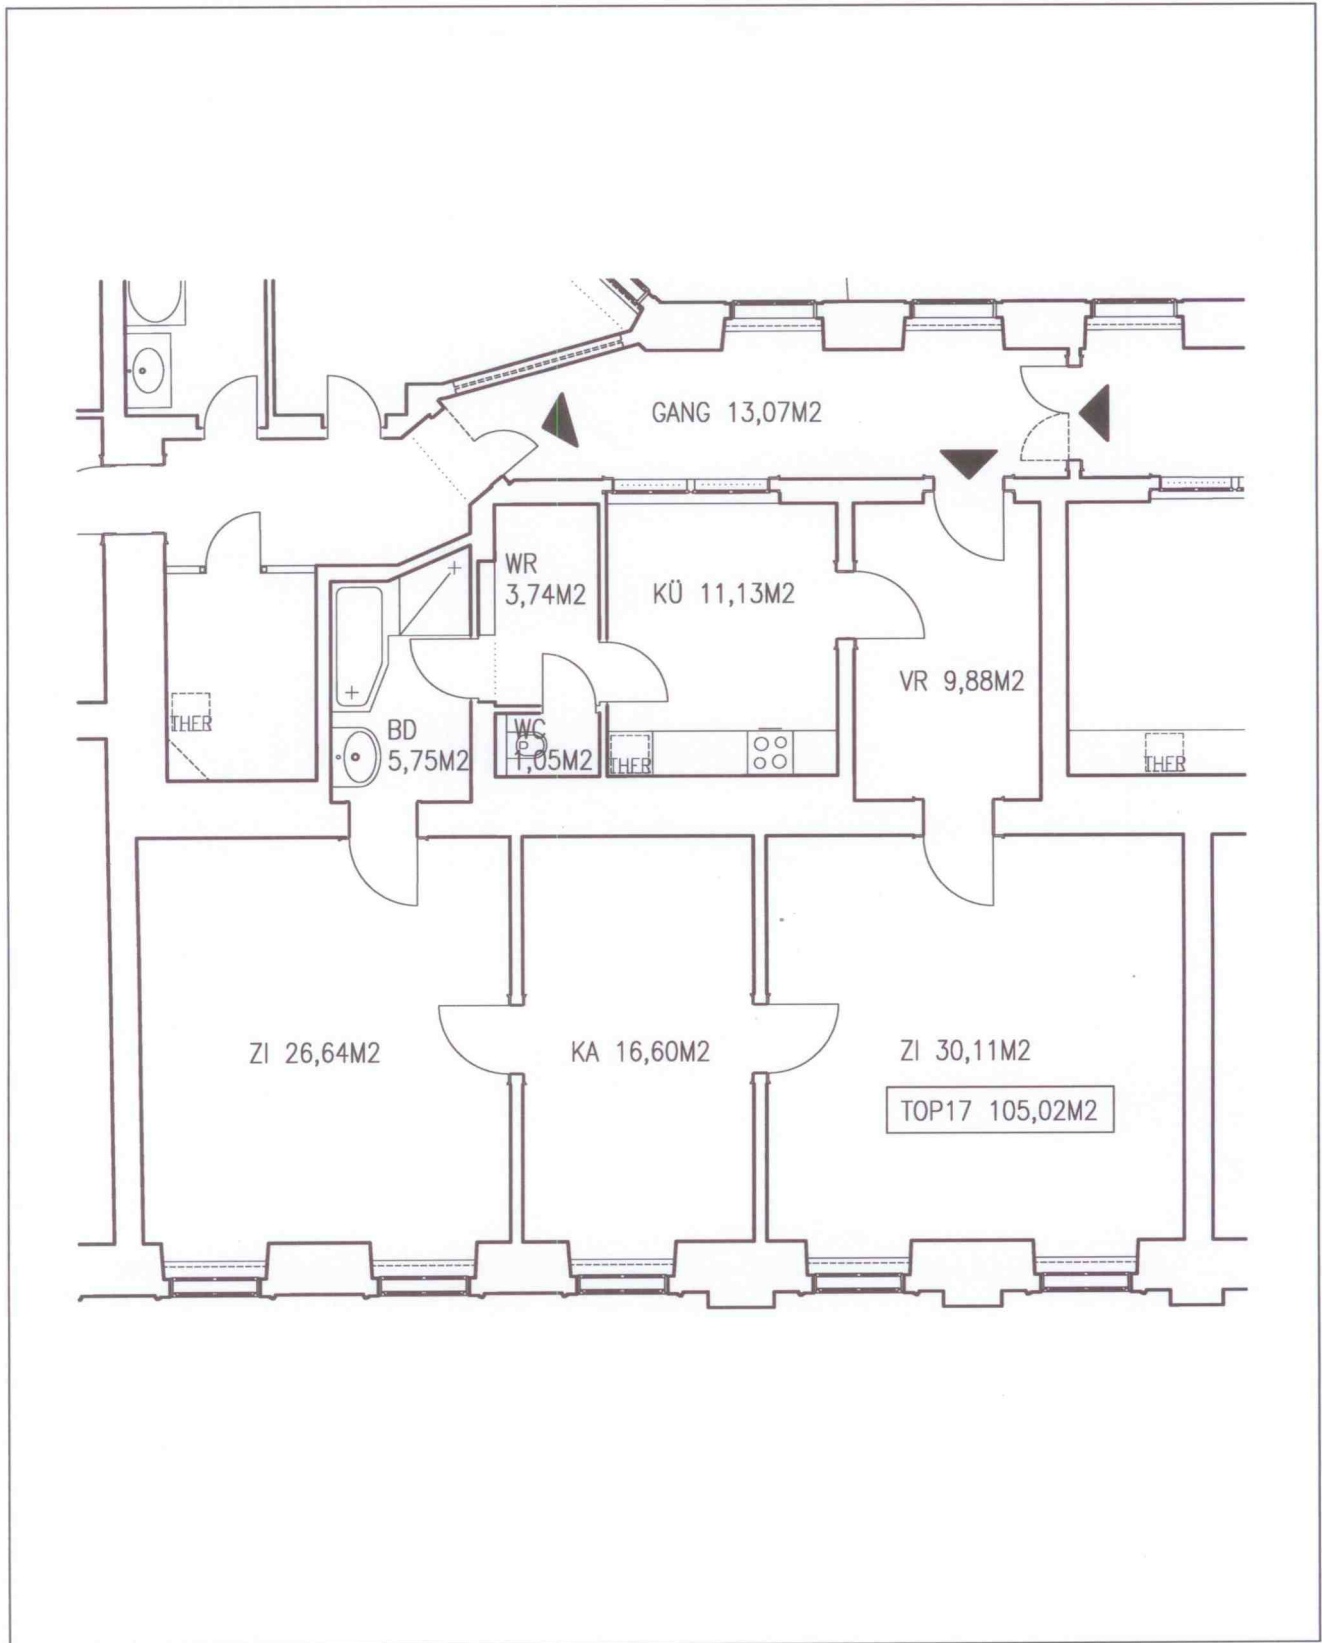 GANG 13,07M2
WR
3,74M2
KÜ 11,13M2
VR 9,88M2
THER
BD
5,75M2
WC
1,05M2
THER
THER
ZI 26,64M2
KA 16,60M2
ZI 30,11M2
TOP17 105,02M2